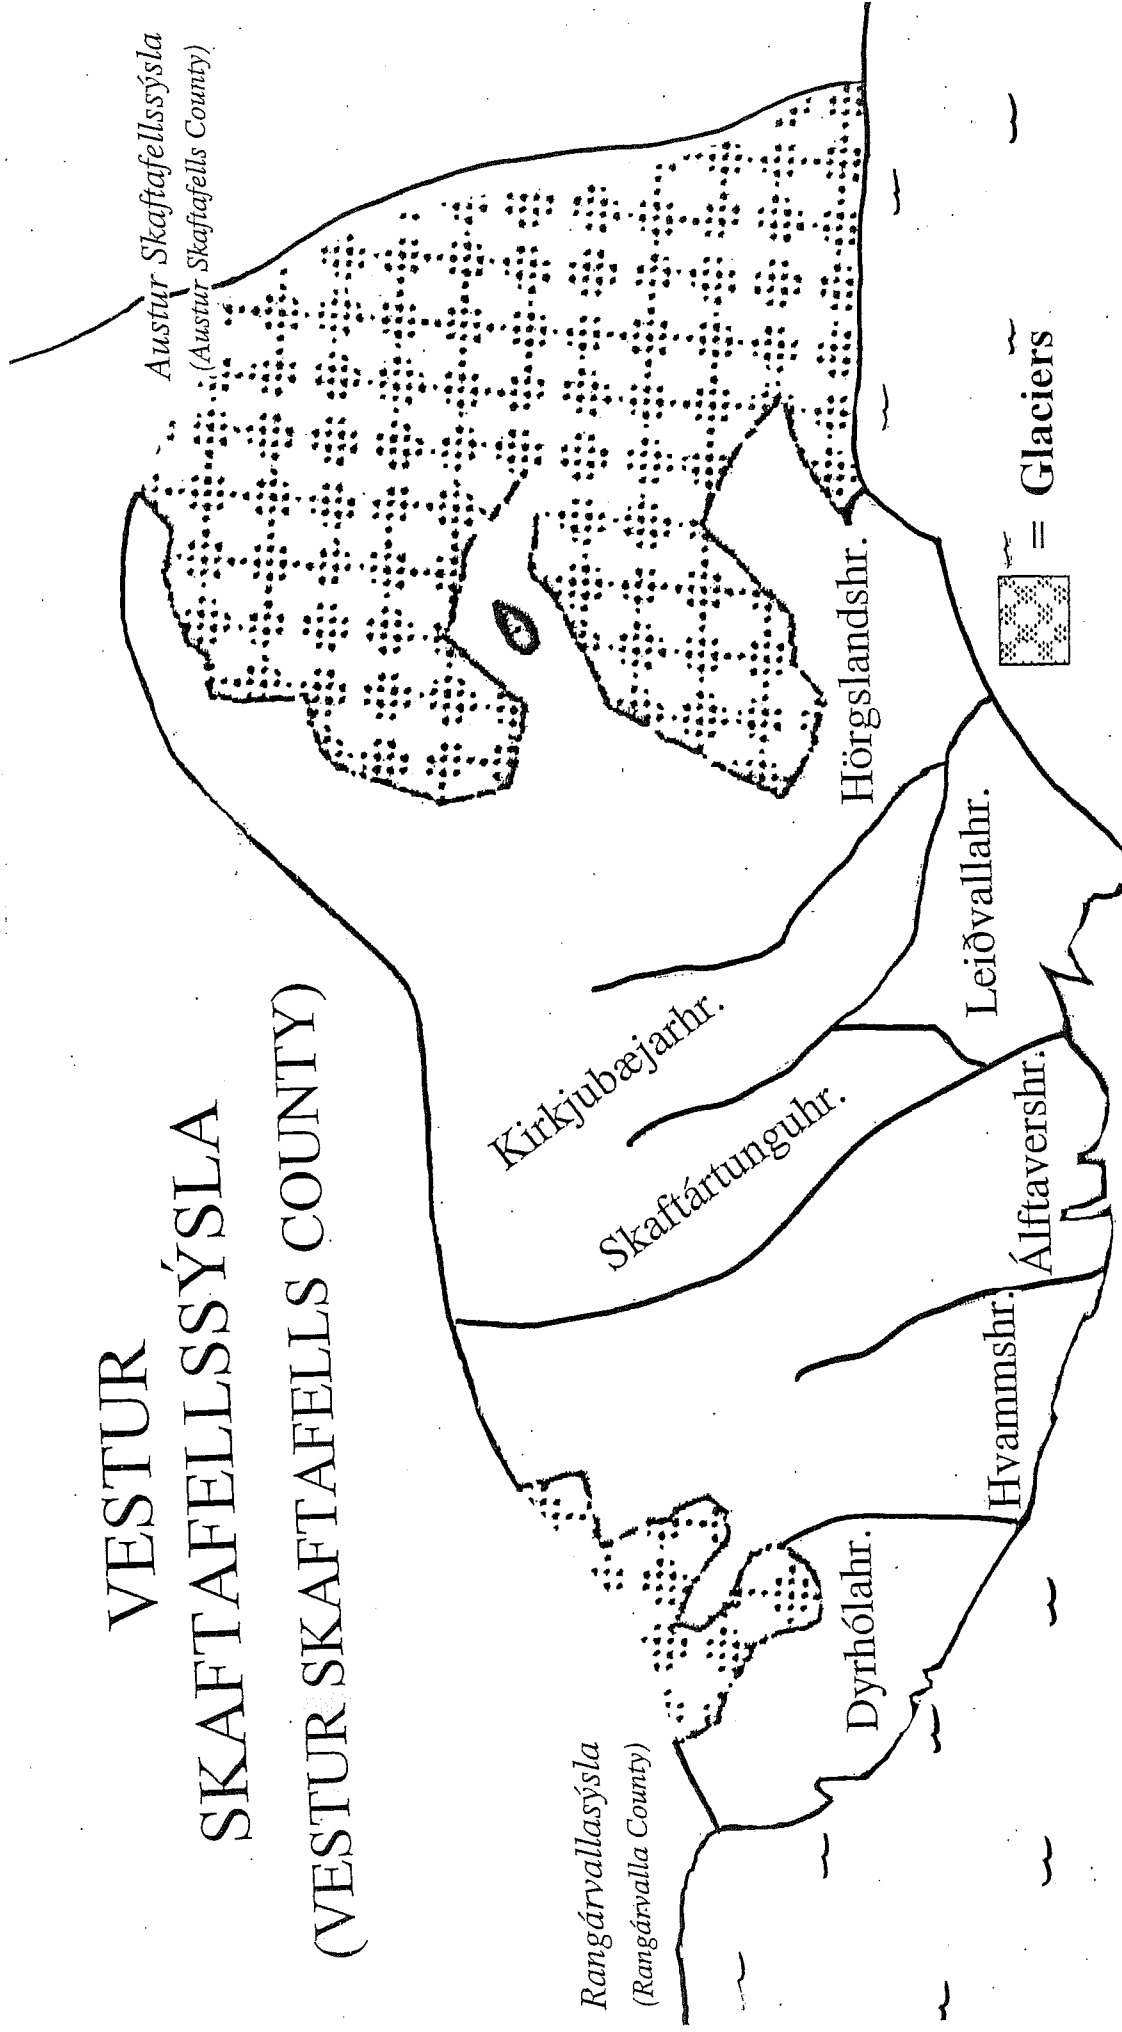 VESTUR
SKAFTAFELLSSÝSLA
(VESTUR SKAFTAFELLS COUNTY)
Austur Skaftafellssýsla
(Austur Skaftafells County)
Rangárvallasýsla
(Rangárvalla County)
Kirkjubæjarhr.
Skaftártunguhr.
Hörgslandshr.
Dyrhólahr.
Leiðvallahr.
Hvammshr.
Álftavershr.
= Glaciers